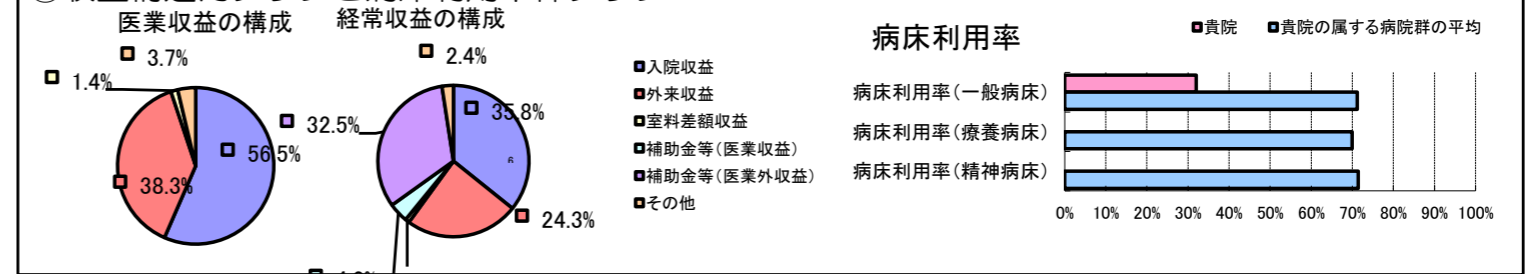 医業収益の構成
経常収益の構成
3.7%
1.4%
56.5%
38.3%
2.4%
32.5%
35.8%
24.3%
入院収益
外来収益
室料差額収益
補助金等(医業収益)
補助金等(医業外収益)
その他
病床利用率
貴院
貴院の属する病院群の平均
病床利用率(一般病床)
病床利用率(療養病床)
病床利用率(精神病床)
0% 10% 20% 30% 40% 50% 60% 70% 80% 90% 100%